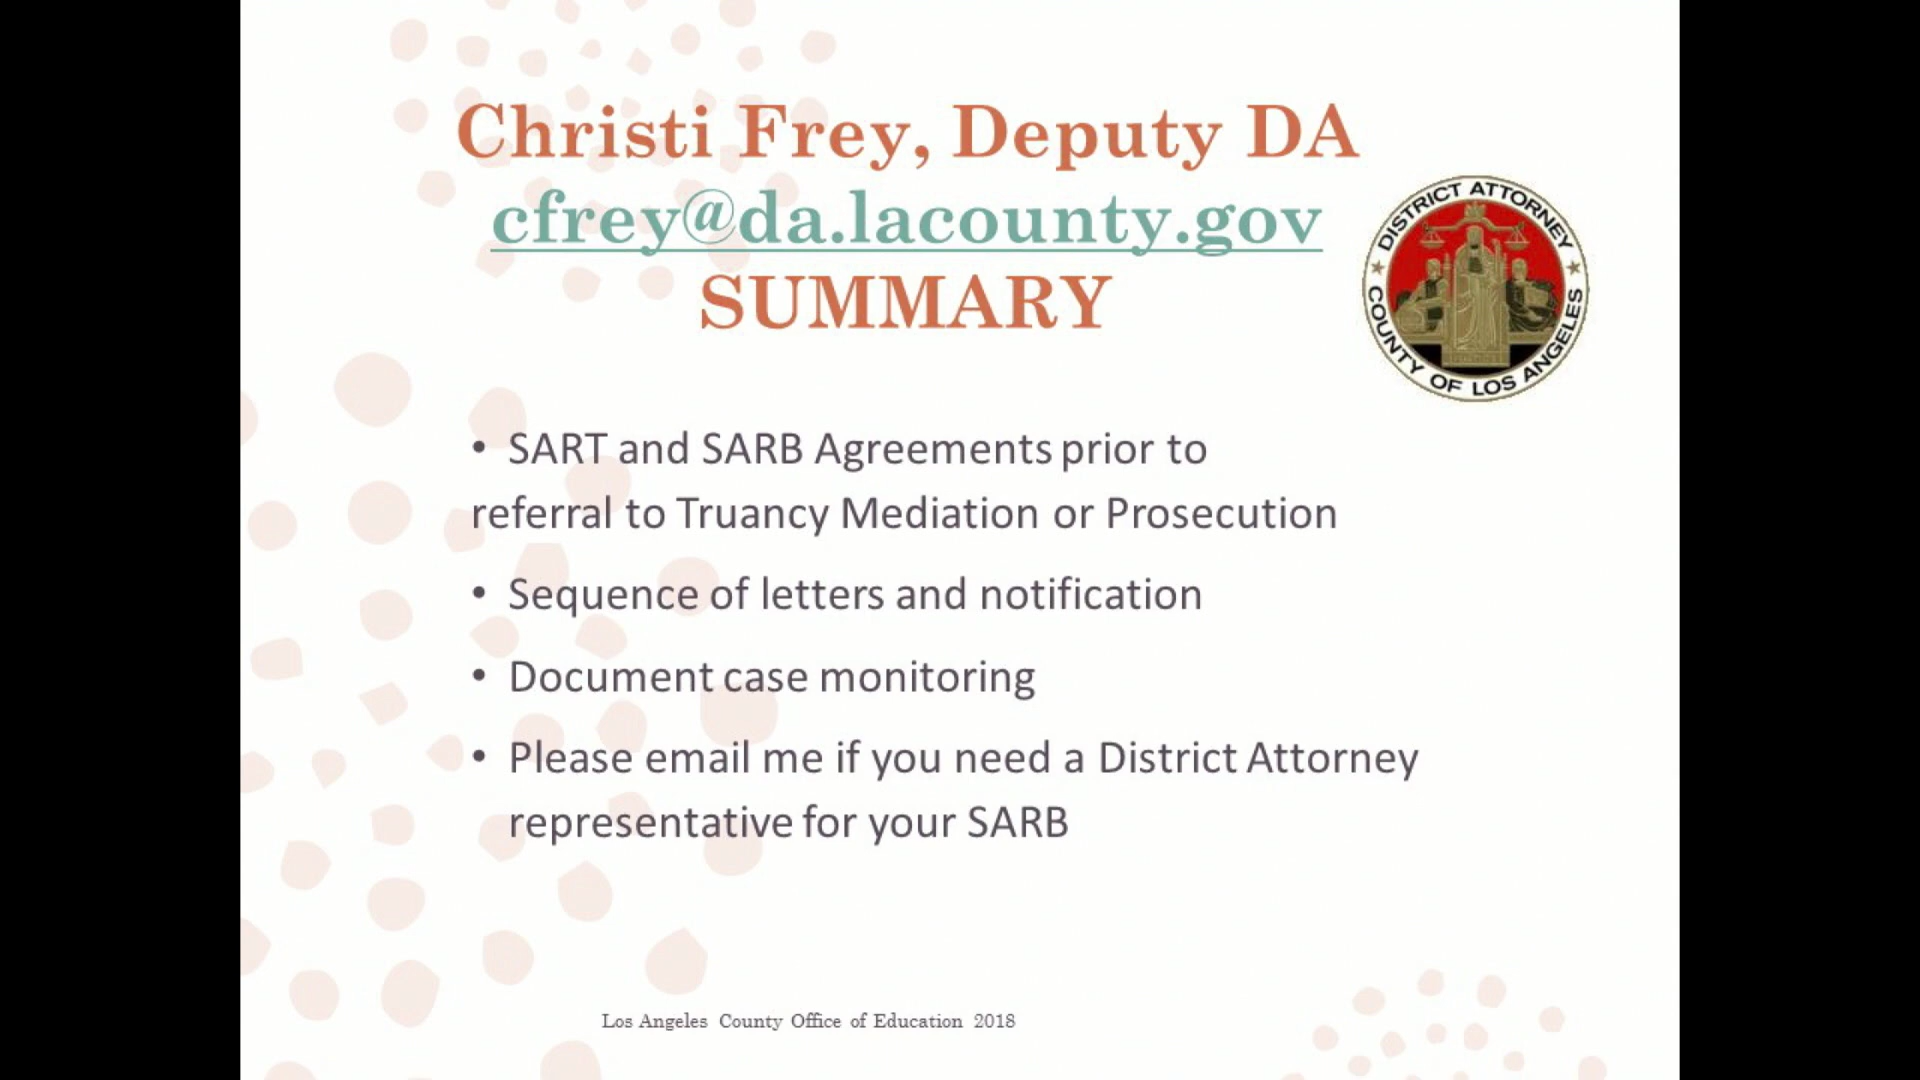 Christi Frey, Deputy DA
cfrey@da.lacounty.gov
SUMMARY
DISTRICT ATTORNEY
COUNTY OF LOS ANGELES
• SART and SARB Agreements prior to
referral to Truancy Mediation or Prosecution
• Sequence of letters and notification
• Document case monitoring
• Please email me if you need a District Attorney
representative for your SARB
Los Angeles County Office of Education 2018